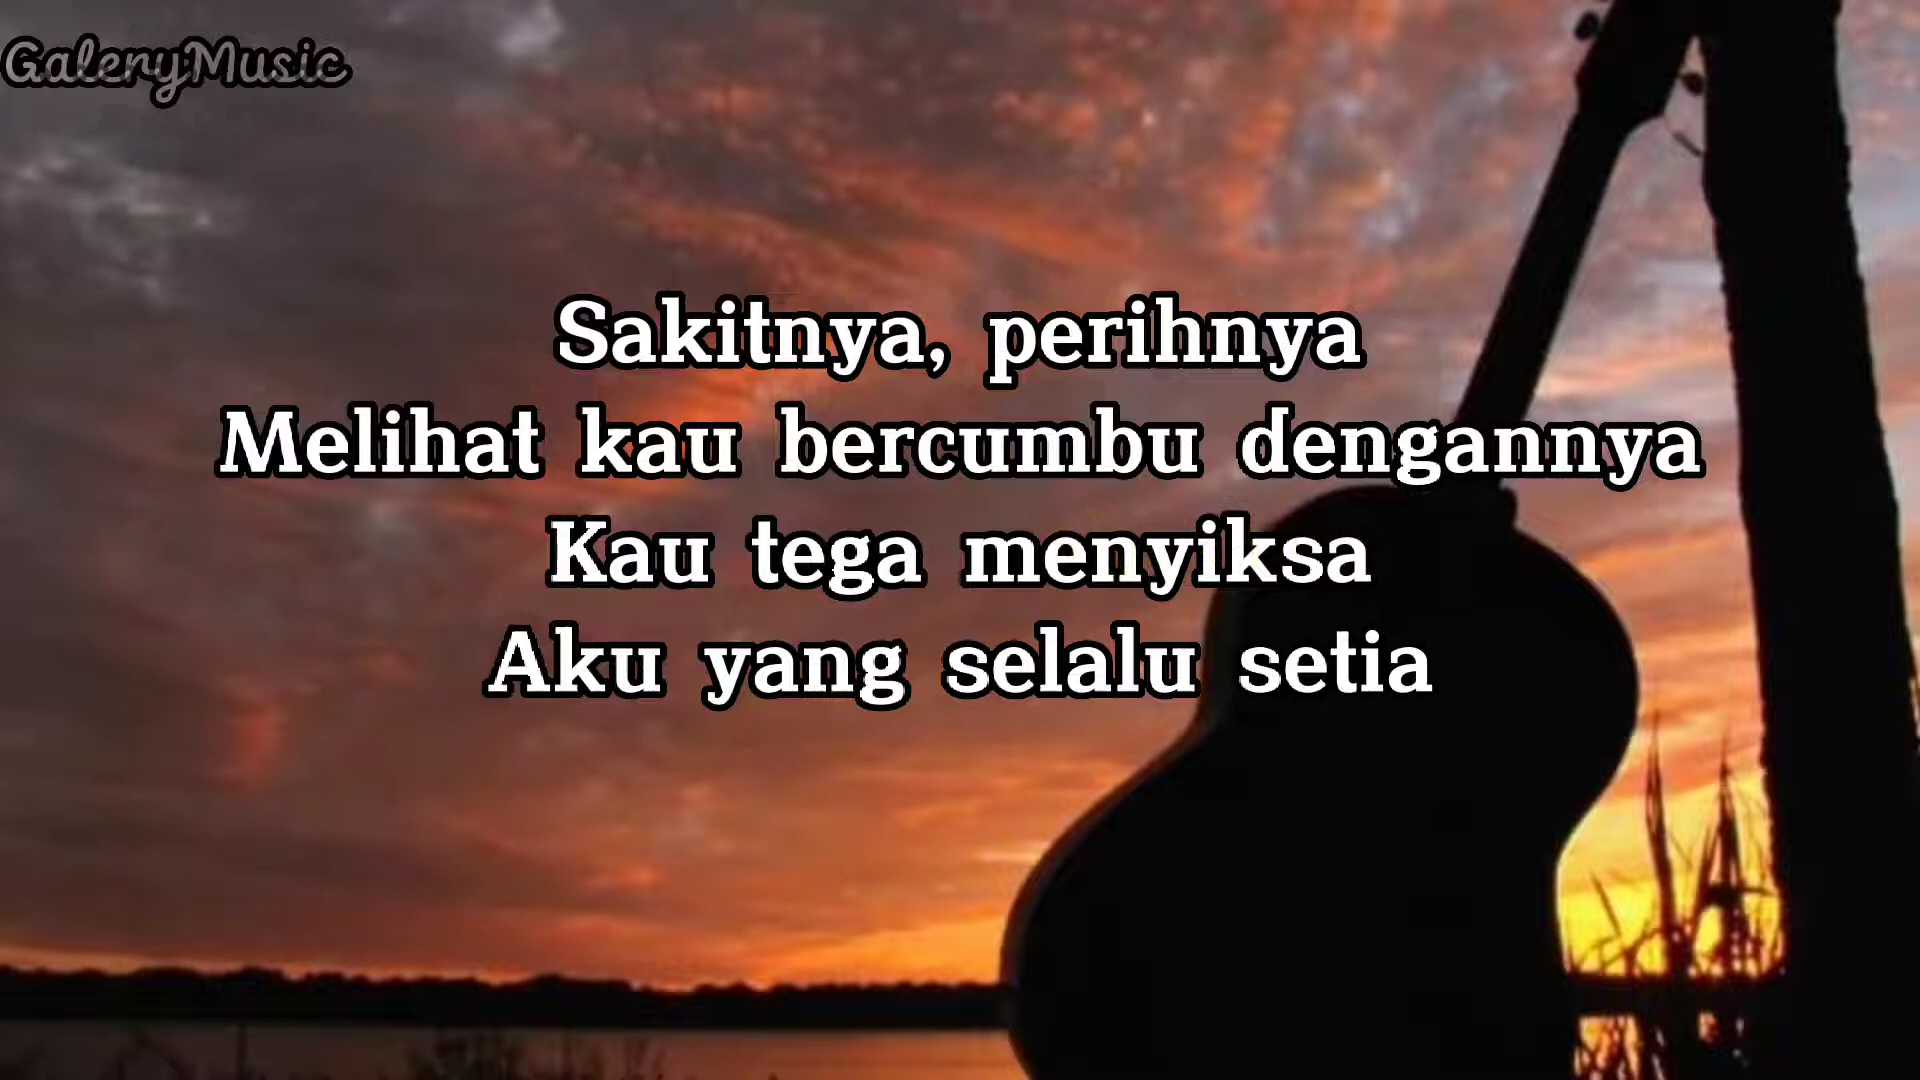 GaleryMusic
Sakitnya, perihnya
Melihat kau bercumbu dengannya
Kau tega menyiksa
Aku yang selalu setia